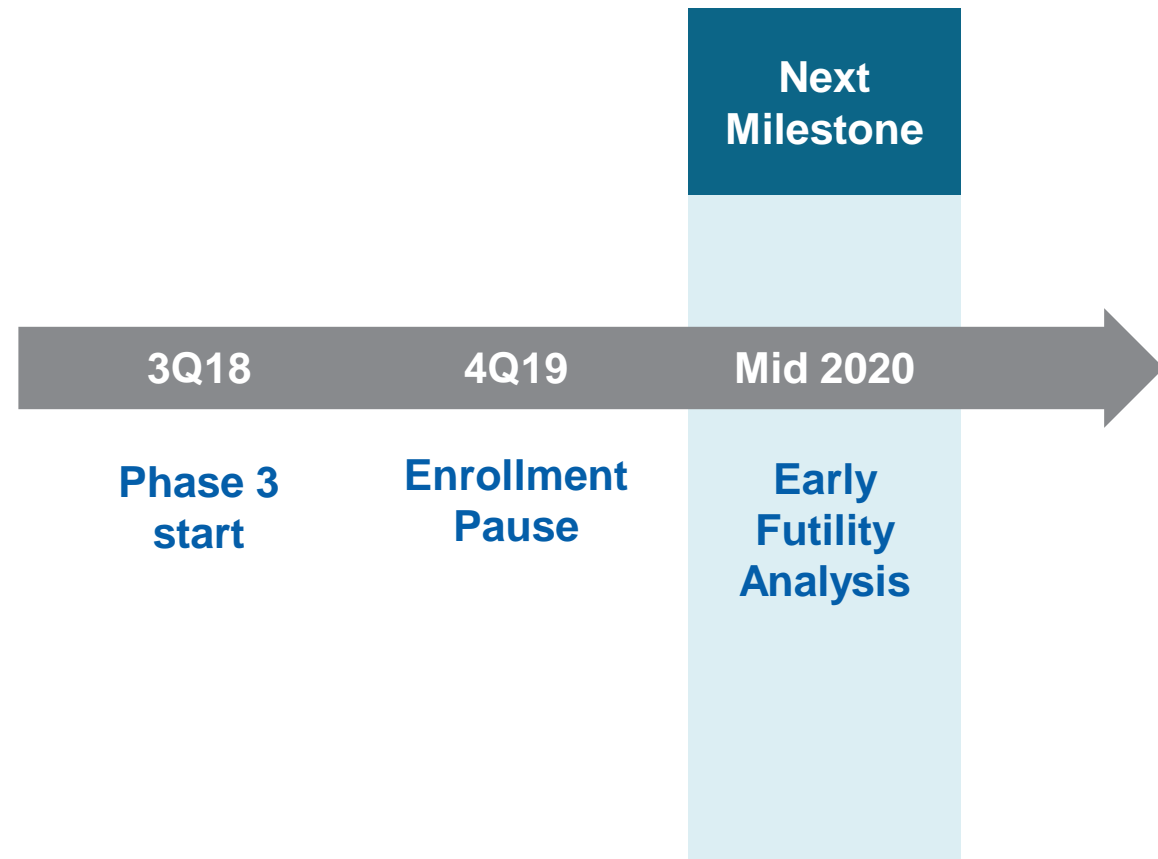 Next
Milestone
3Q18
4Q19
Mid 2020
Phase 3
start
Enrollment
Pause
Early
Futility
Analysis